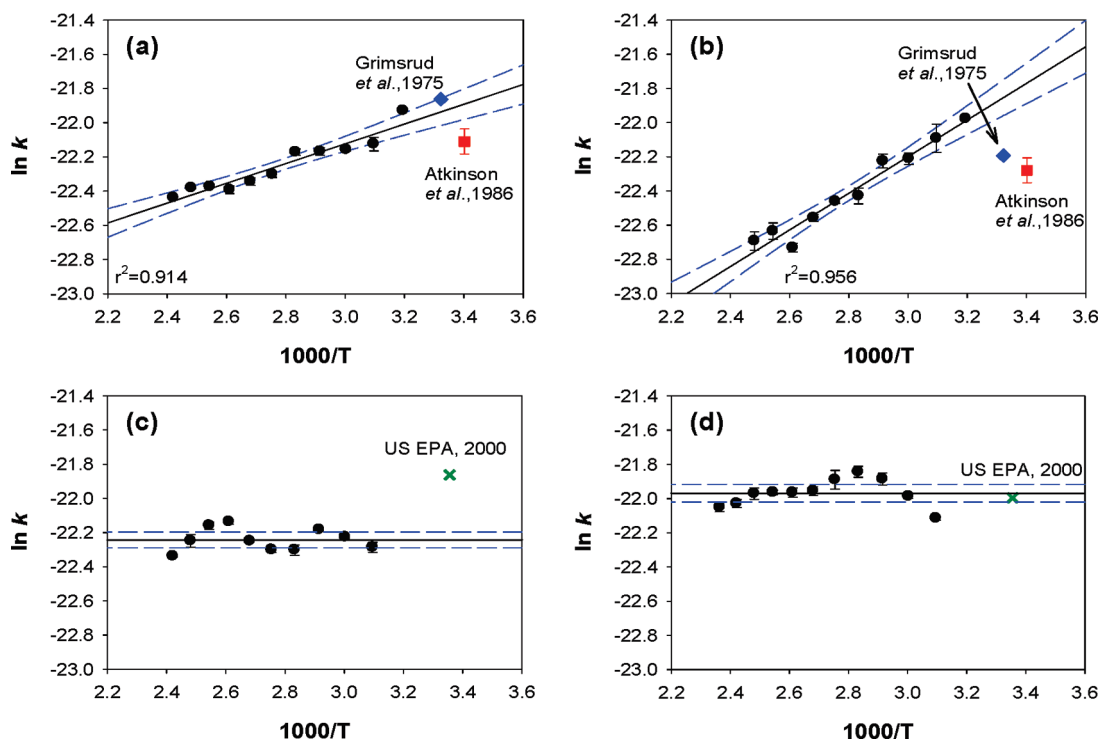 (a)
-21.4
-21.6
-21.8
-22.0
-22.2
-22.4
-22.6
-22.8
-23.0
ln k
Grimsrud
et al.,1975
Atkinson
et al.,1986
r²=0.914
2.2 2.4 2.6 2.8 3.0 3.2 3.4 3.6
1000/T
(b)
-21.4
-21.6
-21.8
-22.0
-22.2
-22.4
-22.6
-22.8
-23.0
ln k
Grimsrud
et al.,1975
Atkinson
et al.,1986
r²=0.956
2.2 2.4 2.6 2.8 3.0 3.2 3.4 3.6
1000/T
(c)
-21.4
-21.6
-21.8
-22.0
-22.2
-22.4
-22.6
-22.8
-23.0
ln k
US EPA, 2000
2.2 2.4 2.6 2.8 3.0 3.2 3.4 3.6
1000/T
(d)
-21.4
-21.6
-21.8
-22.0
-22.2
-22.4
-22.6
-22.8
-23.0
ln k
US EPA, 2000
2.2 2.4 2.6 2.8 3.0 3.2 3.4 3.6
1000/T